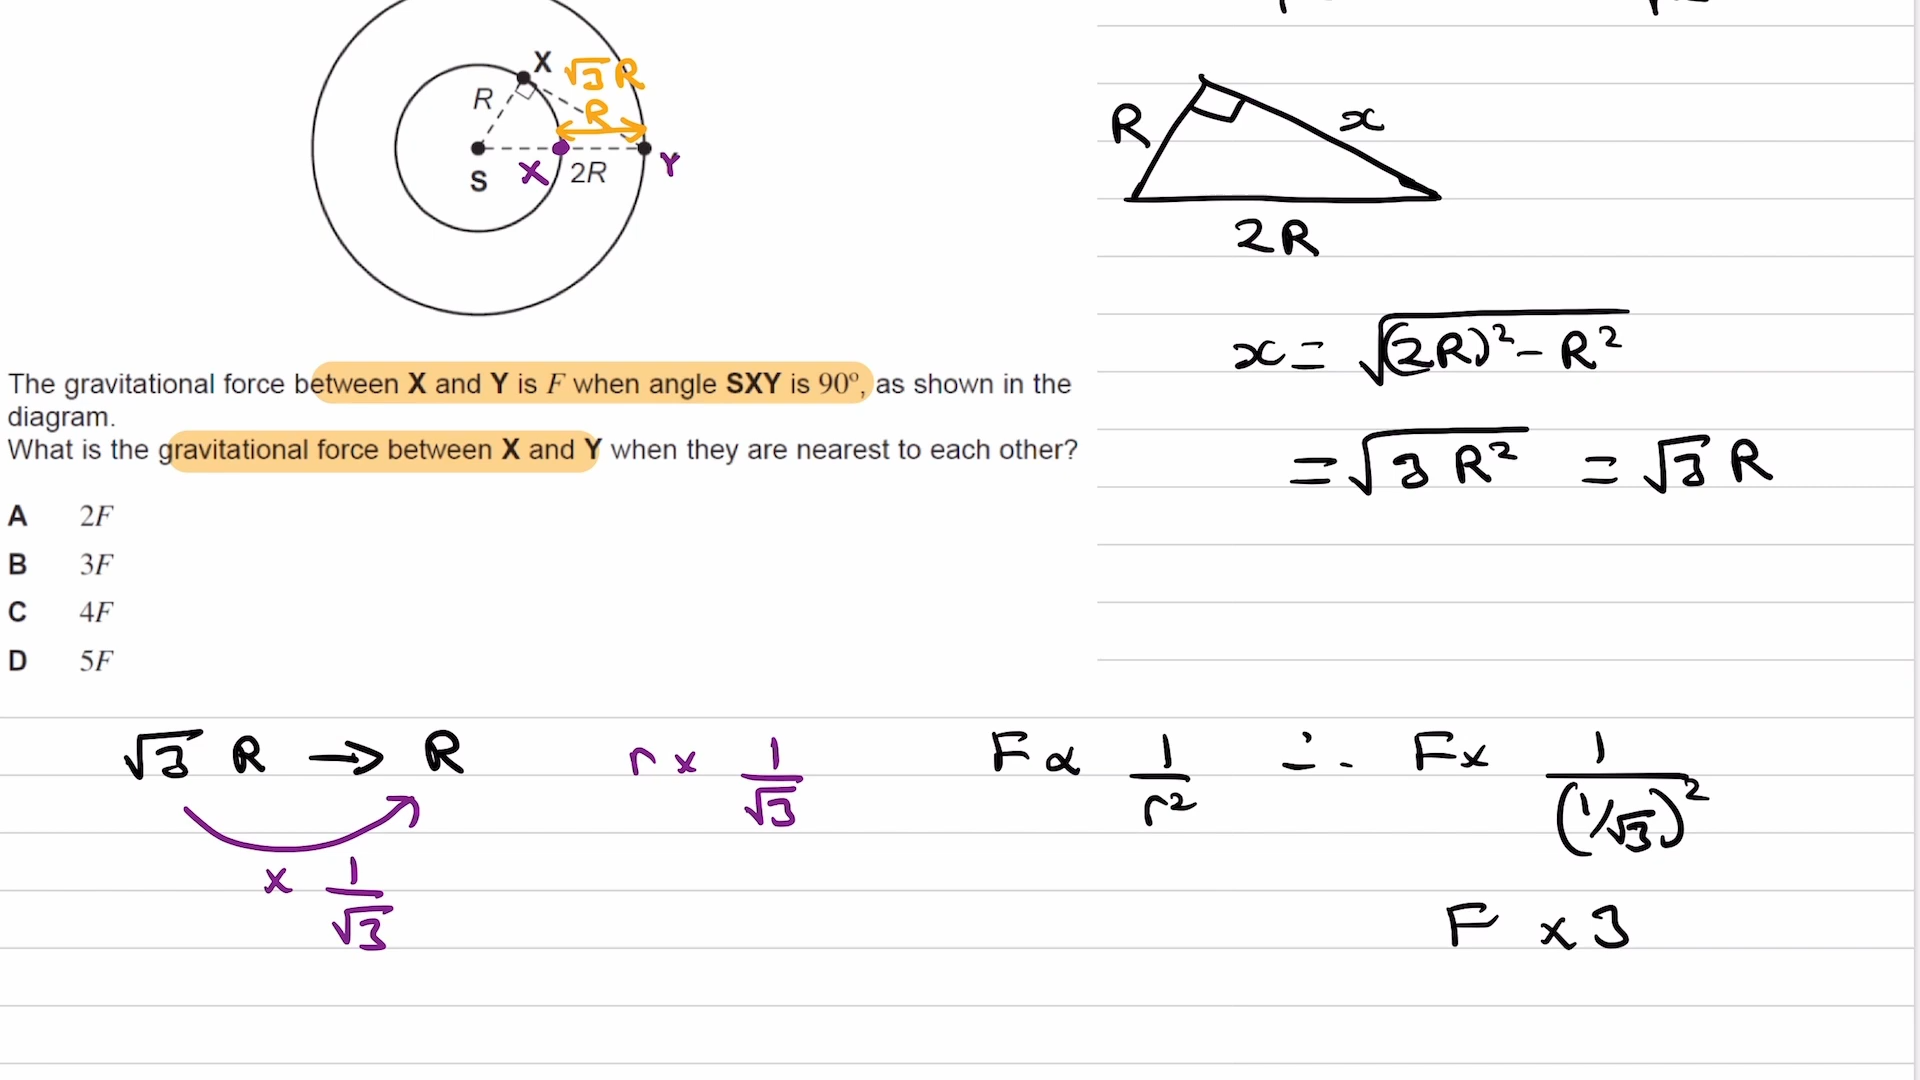 X
√3 R
R
R
S
X
2R
Y
R
x
2R
x = √(2R)² - R²
= √3 R² = √3 R
The gravitational force between X and Y is F when angle SXY is 90º, as shown in the
diagram.
What is the gravitational force between X and Y when they are nearest to each other?
A 2F
B 3F
C 4F
D 5F
√3 R → R
x 1/√3
r x 1/√3
F ∝ 1/r² ∴ F x 1/(1/√3)²
F x 3